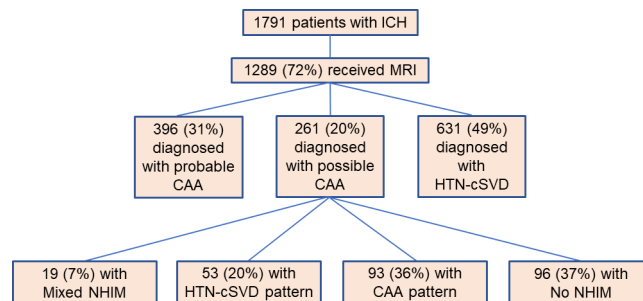 1791 patients with ICH
1289 (72%) received MRI
396 (31%)
diagnosed
with probable
CAA
261 (20%)
diagnosed
with possible
CAA
631 (49%)
diagnosed
with
HTN-cSVD
19 (7%) with
Mixed NHIM
53 (20%) with
HTN-cSVD pattern
93 (36%) with
CAA pattern
96 (37%) with
No NHIM